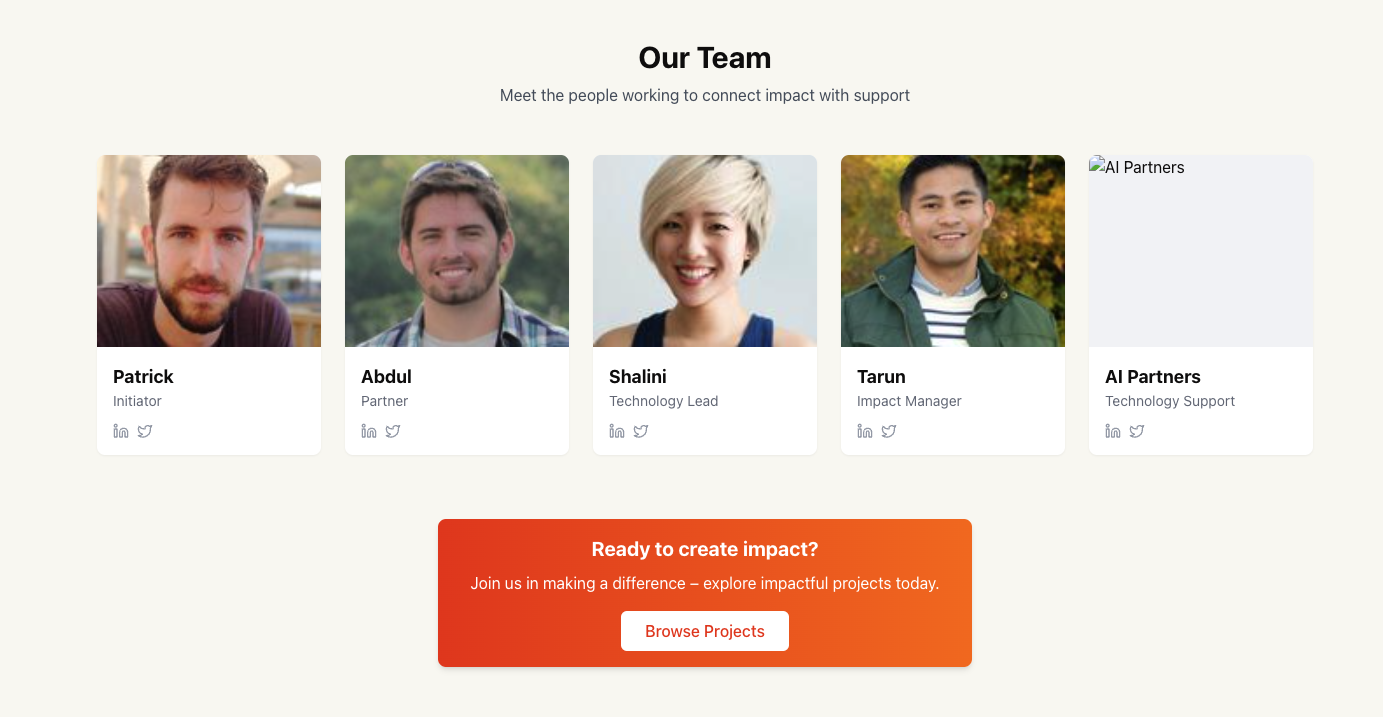 Our Team
Meet the people working to connect impact with support
AI Partners
Patrick
Initiator
Abdul
Partner
Shalini
Technology Lead
Tarun
Impact Manager
AI Partners
Technology Support
Ready to create impact?
Join us in making a difference – explore impactful projects today.
Browse Projects